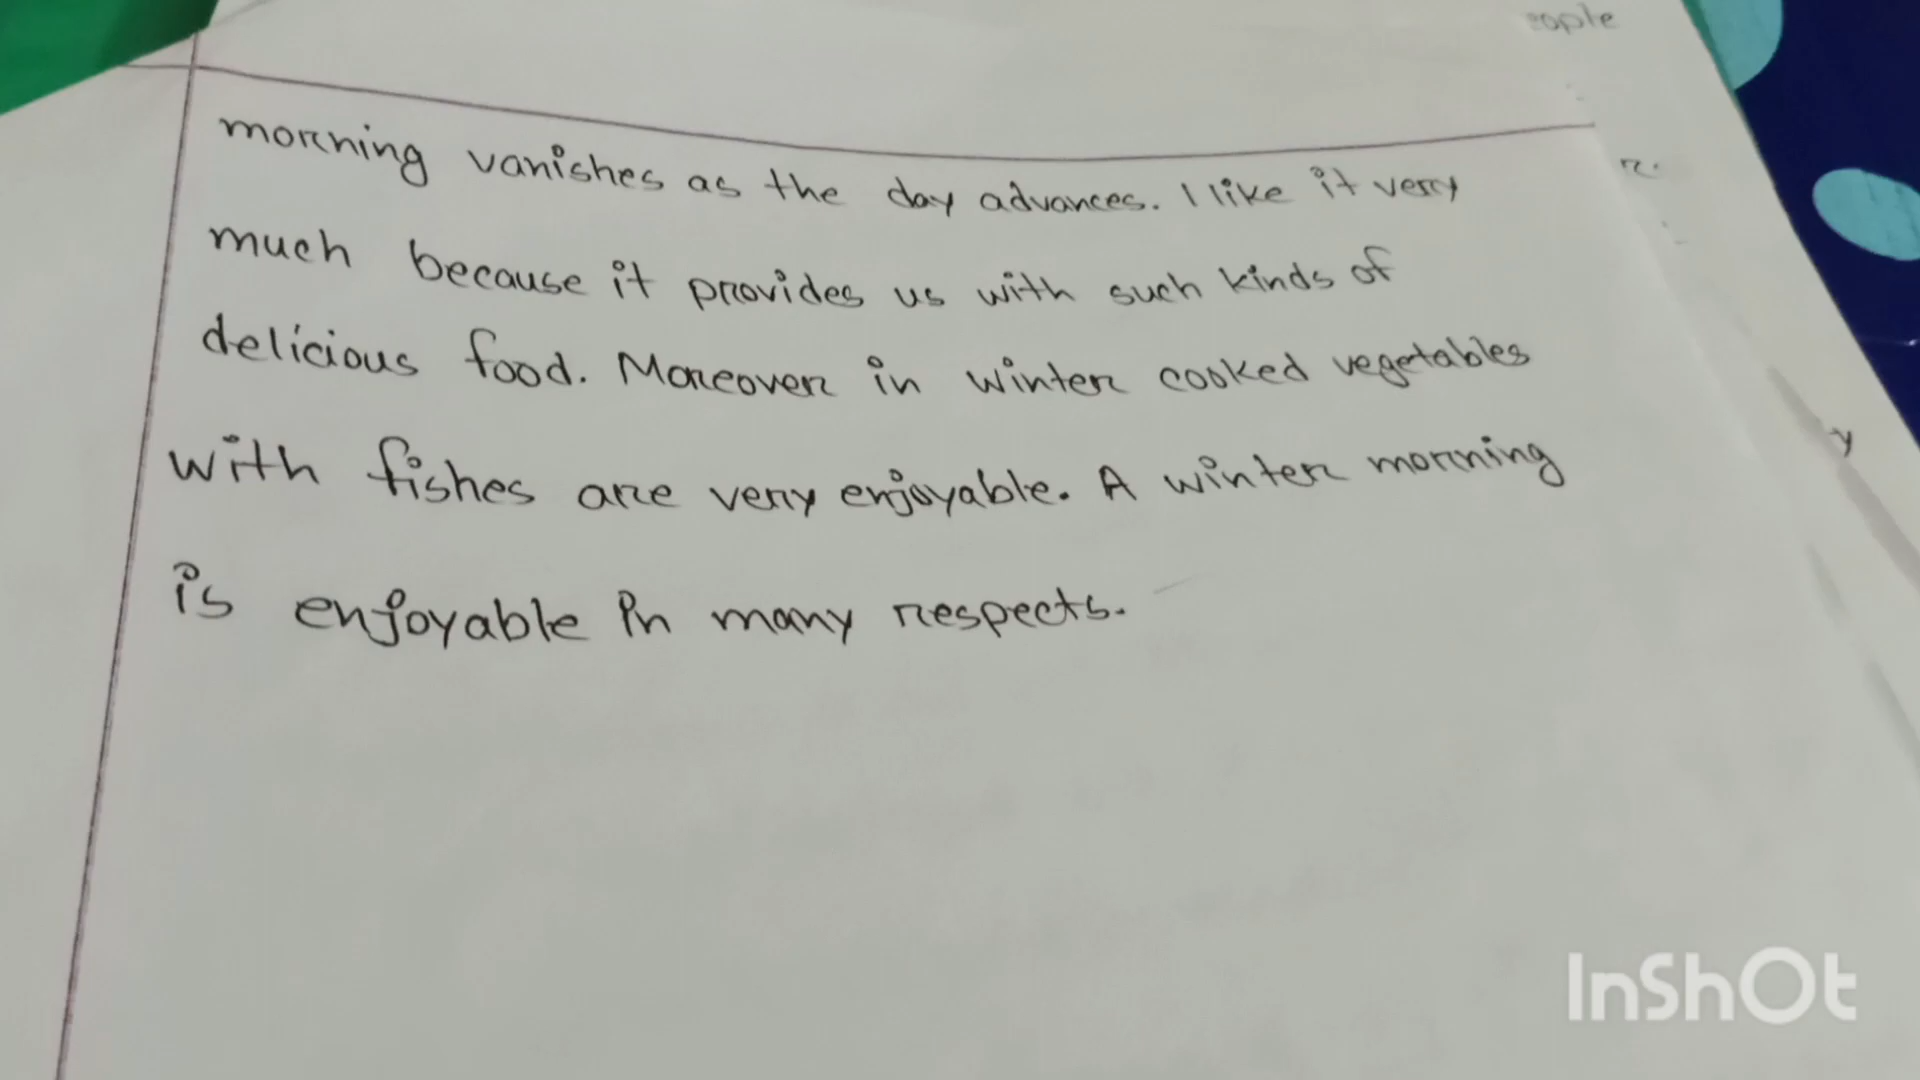 morning vanishes as the day advances. I like it very
much because it provides us with such kinds of
delicious food. Moreover in winter cooked vegetables
with fishes are very enjoyable. A winter morning
is enjoyable in many respects.
InShOt